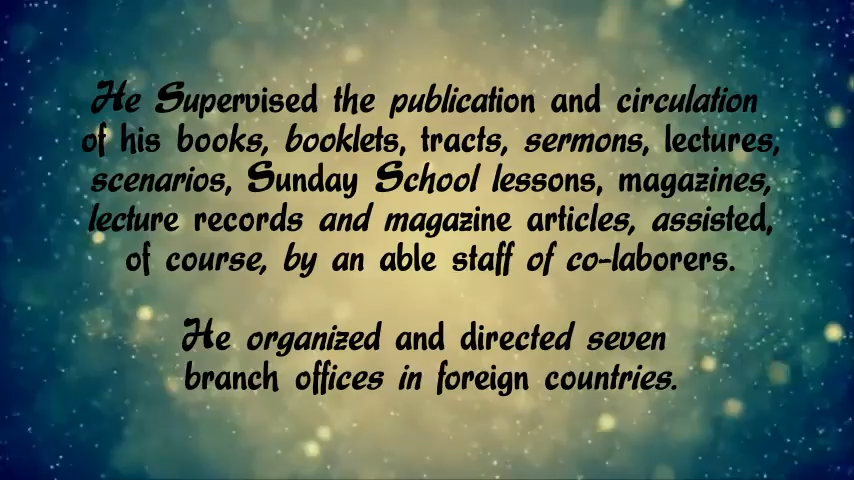 He Supervised the publication and circulation
of his books, booklets, tracts, sermons, lectures,
scenarios, Sunday School lessons, magazines,
lecture records and magazine articles, assisted,
of course, by an able staff of co-laborers.
He organized and directed seven
branch offices in foreign countries.